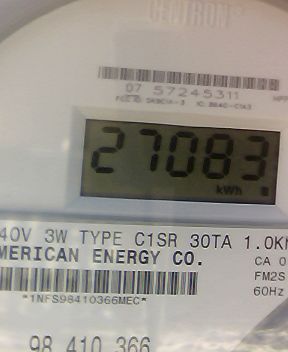 CENTRON
07 57245311
27083
kWh
40V 3W TYPE C1SR 30TA 1.0K
MERICAN ENERGY CO.
CA 0
FM2S
60Hz
*1NFS98410366MEC*
98 410 366